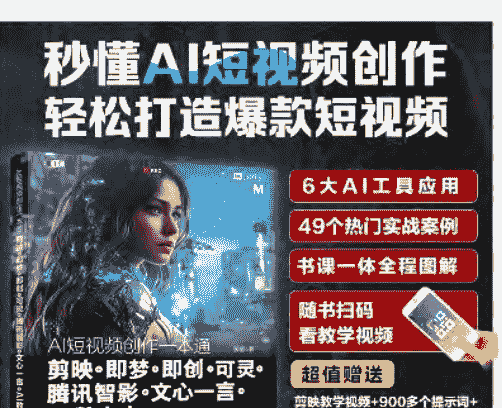 秒懂AI短视频创作
轻松打造爆款短视频
M
6大AI工具应用
49个热门实战案例
书课一体全程图解
随书扫码
看教学视频
AI短视频创作一本通
剪映·即梦·即创·可灵·
腾讯智影·文心一言·
超值赠送
剪映教学视频+900多个提示词+